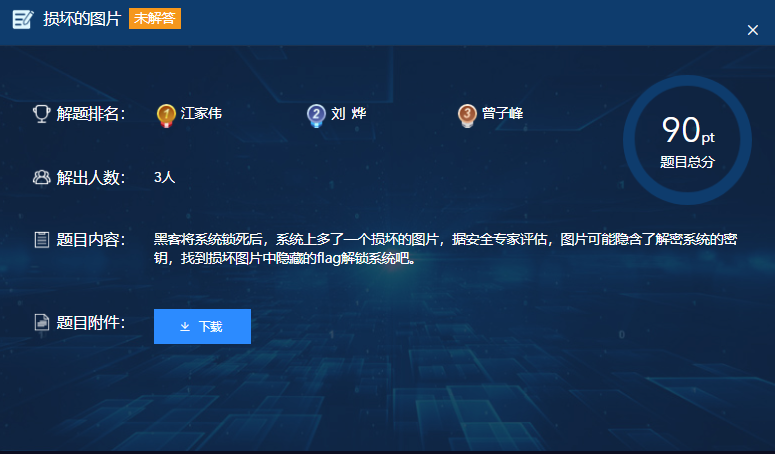 损坏的图片 未解答
解题排名: 1 江家伟 2 刘 烨 3 曾子峰
90pt
题目总分
解出人数: 3人
题目内容: 黑客将系统锁死后，系统上多了一个损坏的图片，据安全专家评估，图片可能隐含了解密系统的密
钥，找到损坏图片中隐藏的flag解锁系统吧。
题目附件: 下载